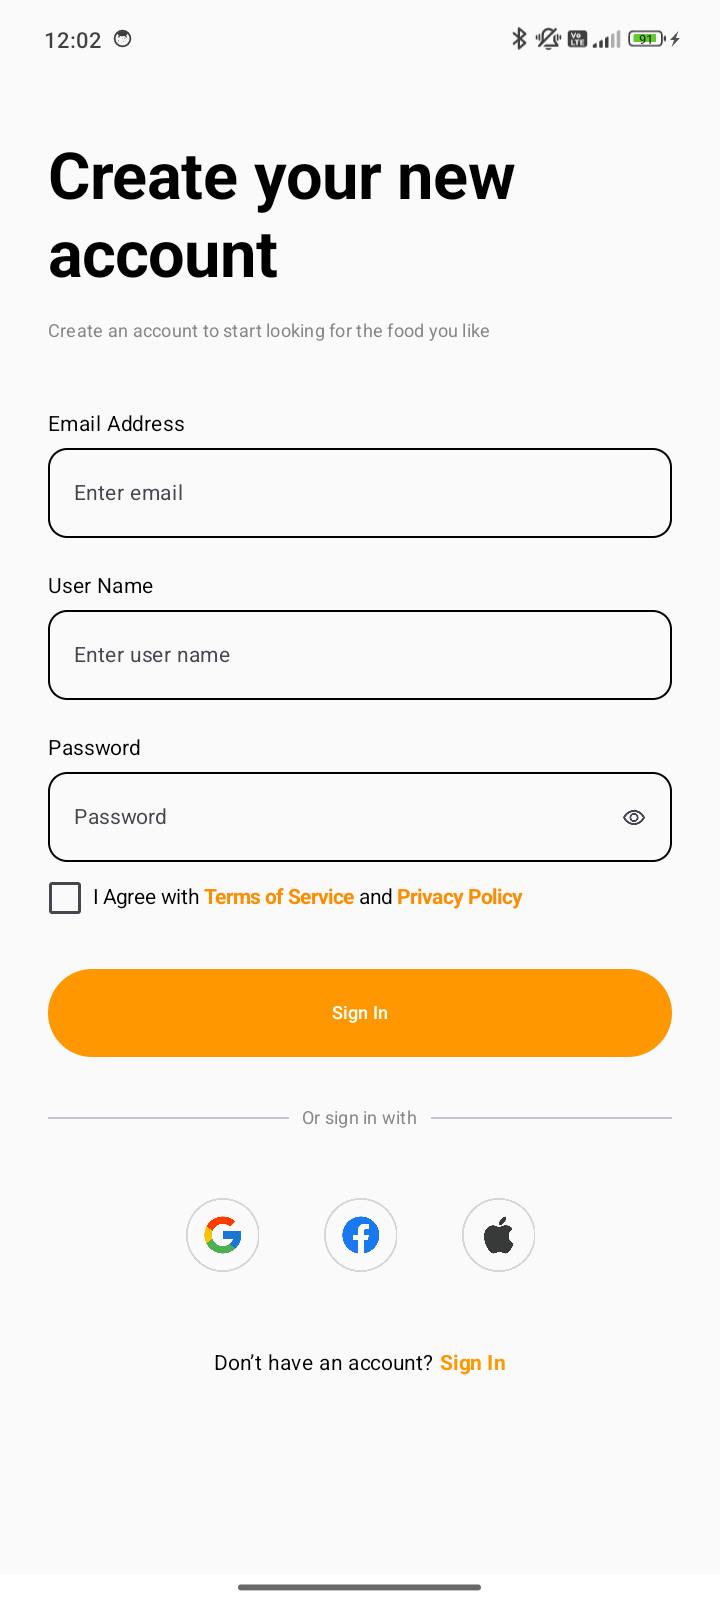 12:02
Vo LTE
91
Create your new
account
Create an account to start looking for the food you like
Email Address
Enter email
User Name
Enter user name
Password
Password
I Agree with Terms of Service and Privacy Policy
Sign In
Or sign in with
Don’t have an account? Sign In